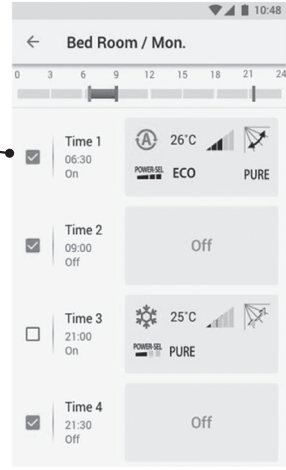 10:48
Bed Room / Mon.
0 3 6 9 12 15 18 21 24
Time 1
06:30
On
A 26°C
POWER-SEL ECO PURE
Time 2
09:00
Off
Off
Time 3
21:00
On
25°C
POWER-SEL PURE
Time 4
21:30
Off
Off